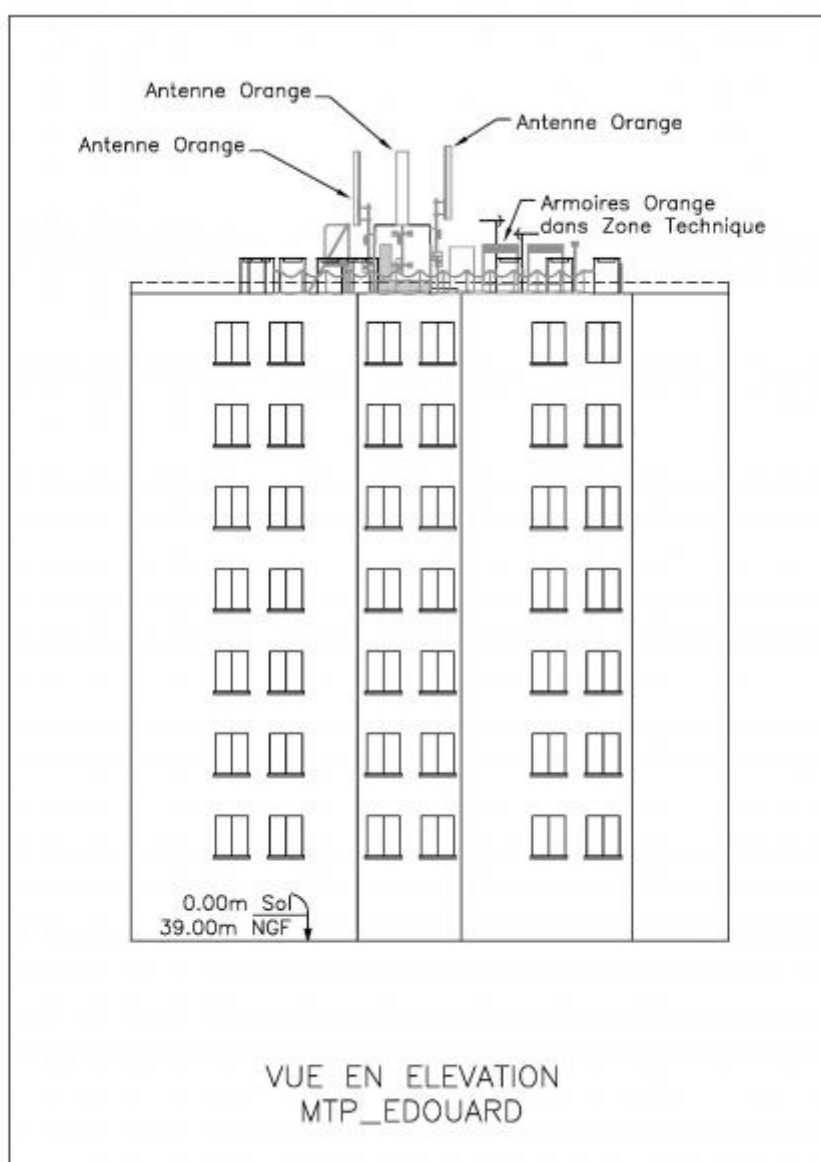 Antenne Orange
Antenne Orange
Antenne Orange
Armoires Orange
dans Zone Technique
0.00m Sol
39.00m NGF
VUE EN ELEVATION
MTP_EDOUARD